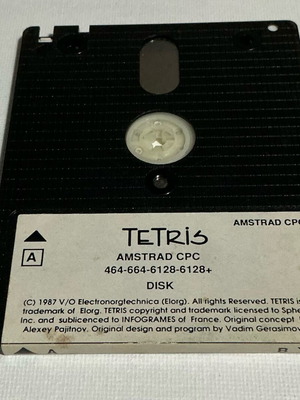 AMSTRAD CPC
TETRIS
A
AMSTRAD CPC
464-664-6128-6128+
DISK
(C) 1987 V/O Electronorgtechnica (Elorg). All rights Reserved. TETRIS is
trademark of Elorg. TETRIS copyright and trademark licensed to Sphe
Inc. and sublicenced to INFOGRAMES of France. Original concept
Alexey Pajitnov. Original design and program by Vadim Gerasimov
A